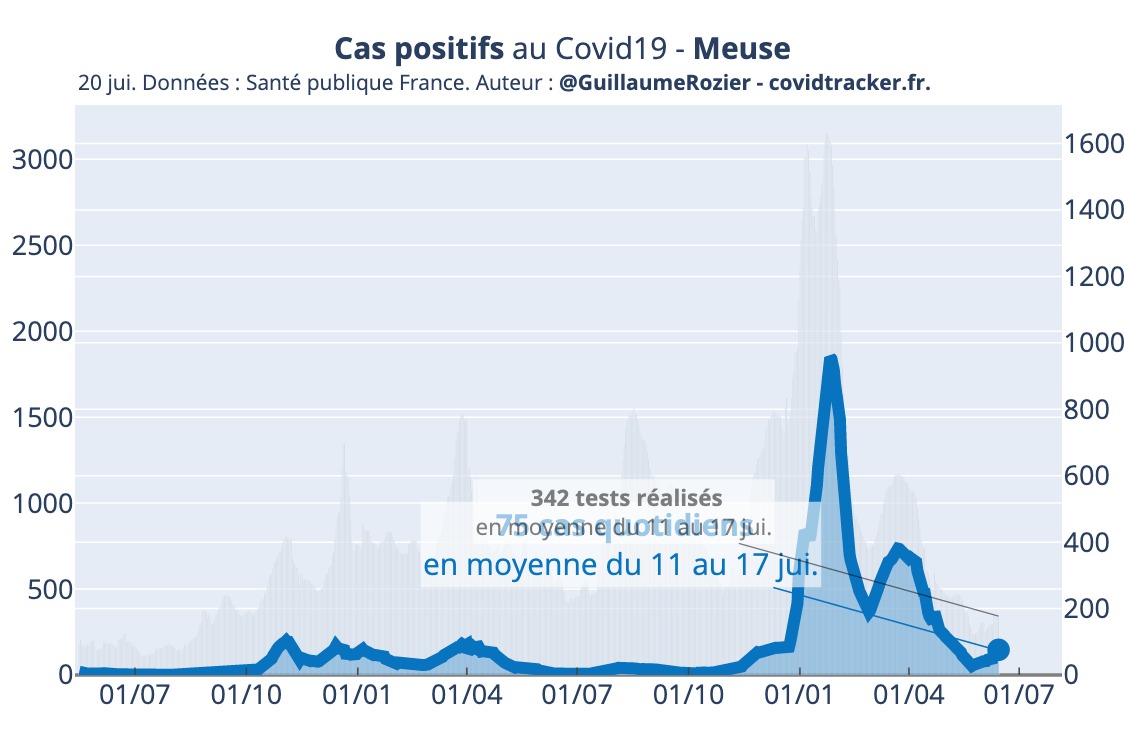 Cas positifs au Covid19 - Meuse
20 jui. Données : Santé publique France. Auteur : @GuillaumeRozier - covidtracker.fr.
3000
2500
2000
1500
1000
500
0
1600
1400
1200
1000
800
600
400
200
0
342 tests réalisés
en moyenne du 11 au 17 jui.
75 cas quotidiens
en moyenne du 11 au 17 jui.
01/07 01/10 01/01 01/04 01/07 01/10 01/01 01/04 01/07